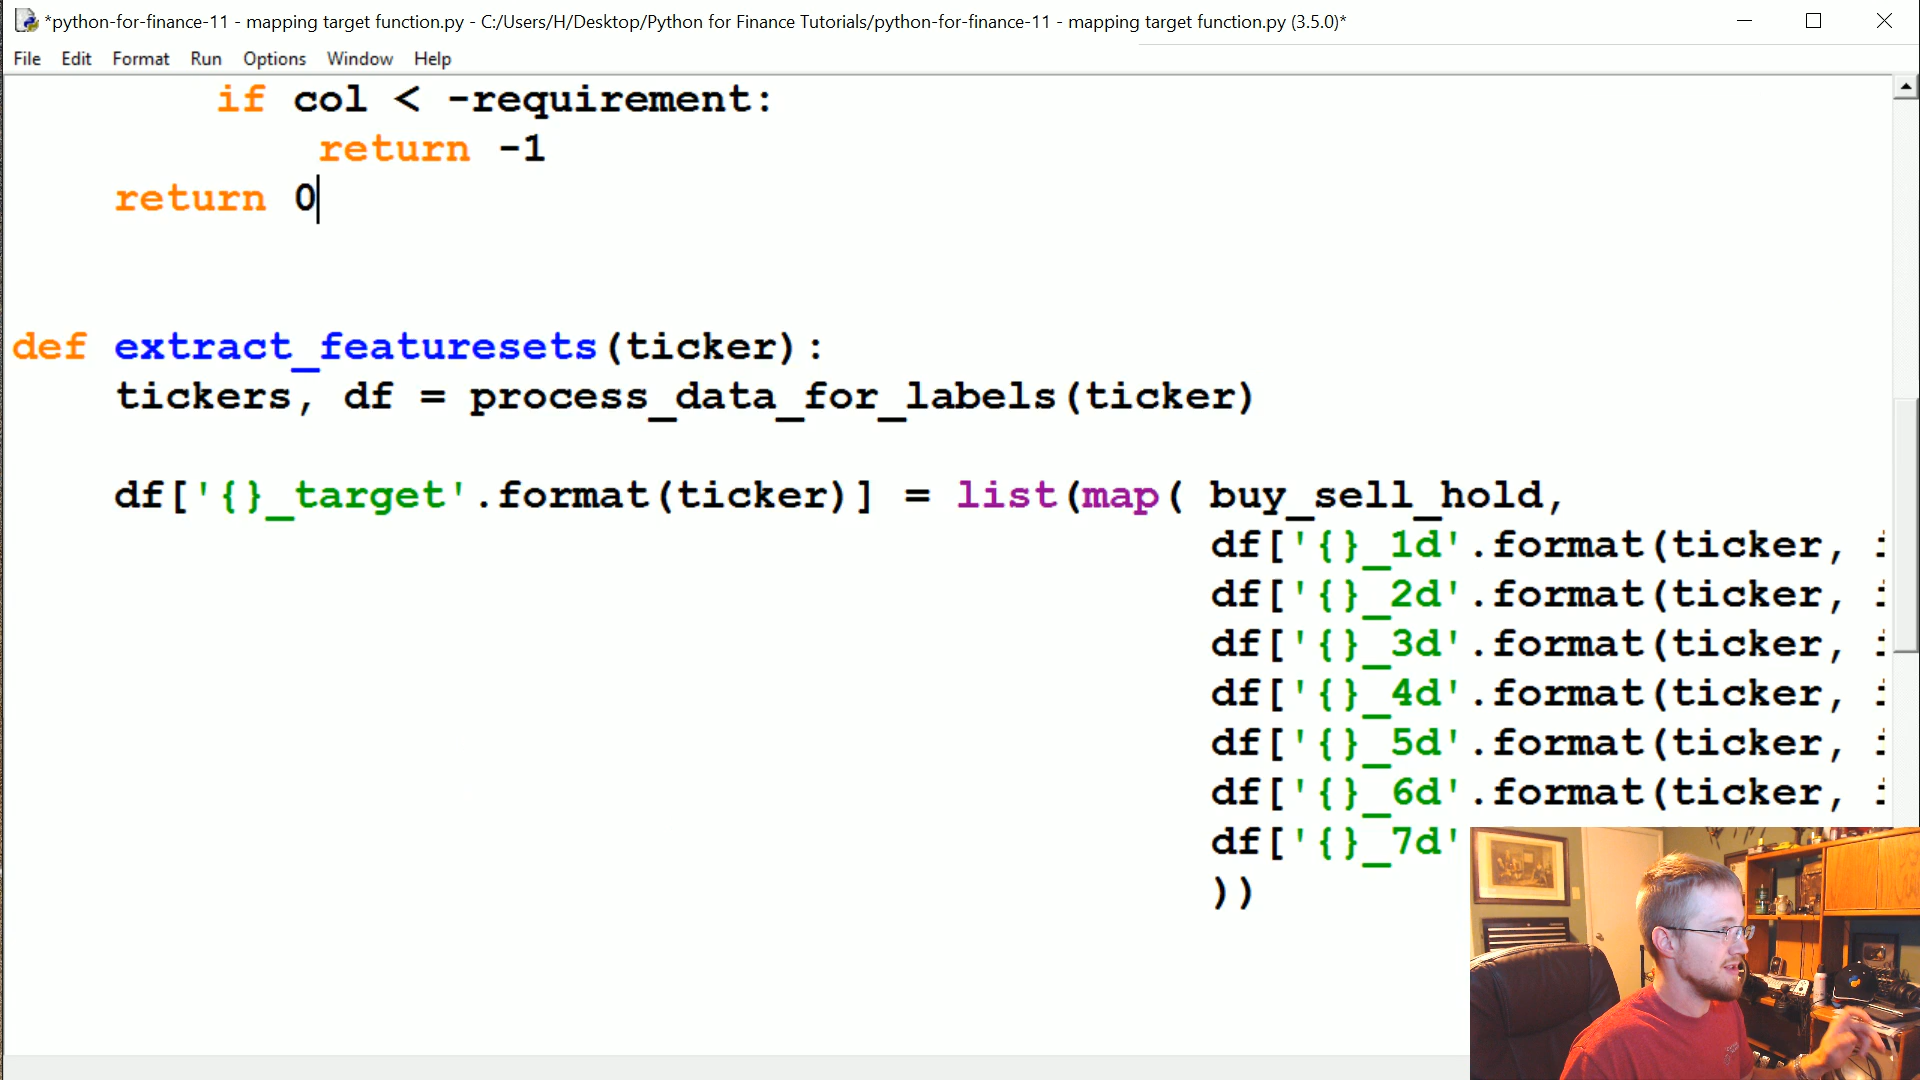 *python-for-finance-11 - mapping target function.py - C:/Users/H/Desktop/Python for Finance Tutorials/python-for-finance-11 - mapping target function.py (3.5.0)*
File Edit Format Run Options Window Help
if col < -requirement:
return -1
return 0
def extract_featuresets(ticker):
tickers, df = process_data_for_labels(ticker)
df['{}_target'.format(ticker)] = list(map( buy_sell_hold,
df['{}_1d'.format(ticker,
df['{}_2d'.format(ticker,
df['{}_3d'.format(ticker,
df['{}_4d'.format(ticker,
df['{}_5d'.format(ticker,
df['{}_6d'.format(ticker,
df['{}_7d'
))